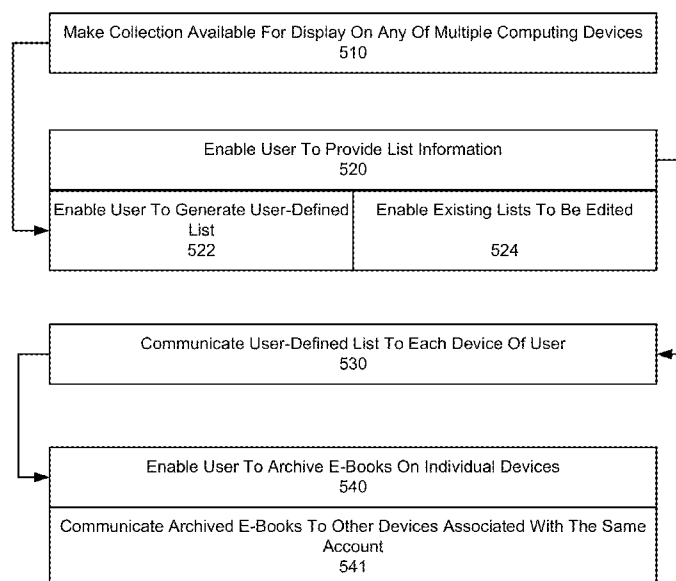 Make Collection Available For Display On Any Of Multiple Computing Devices
510
Enable User To Provide List Information
520
Enable User To Generate User-Defined
List
522
Enable Existing Lists To be Edited
524
Communicate User-Defined List To Each Device Of User
530
Enable User To Archive E-Books On Individual Devices
540
Communicate Archived E-Books To Other Devices Associated With The Same
Account
541